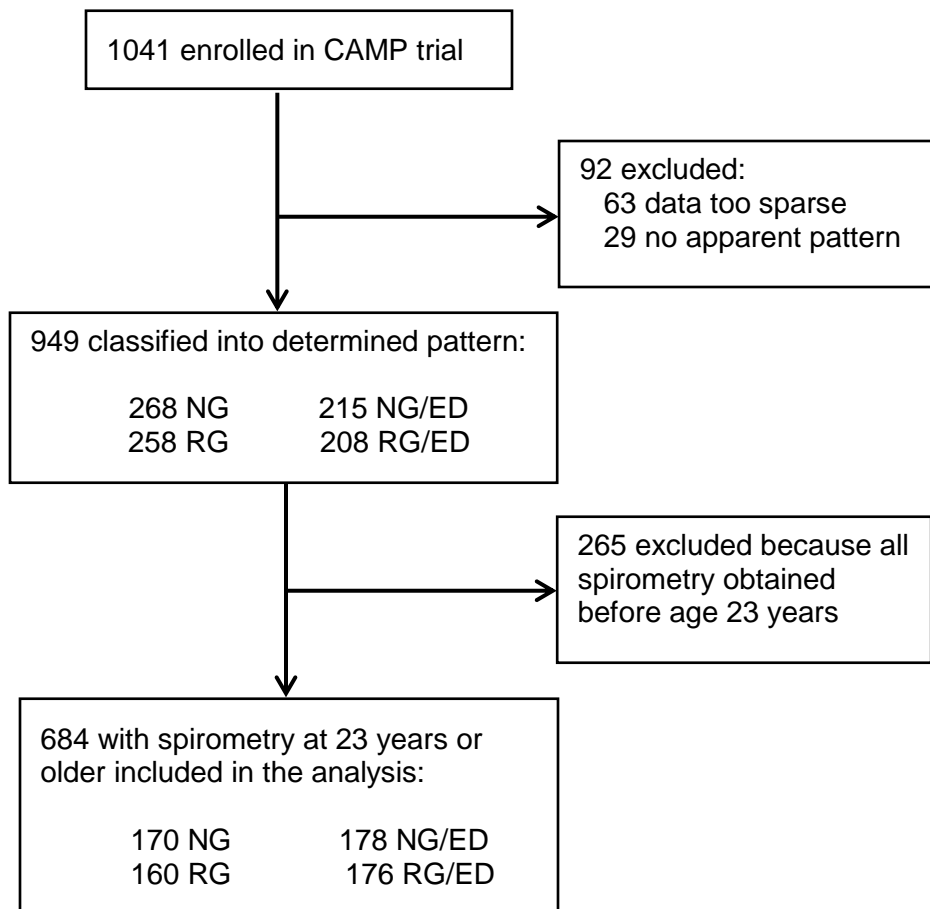 1041 enrolled in CAMP trial
92 excluded:
63 data too sparse
29 no apparent pattern
949 classified into determined pattern:
268 NG 215 NG/ED
258 RG 208 RG/ED
265 excluded because all
spirometry obtained
before age 23 years
684 with spirometry at 23 years or
older included in the analysis:
170 NG 178 NG/ED
160 RG 176 RG/ED